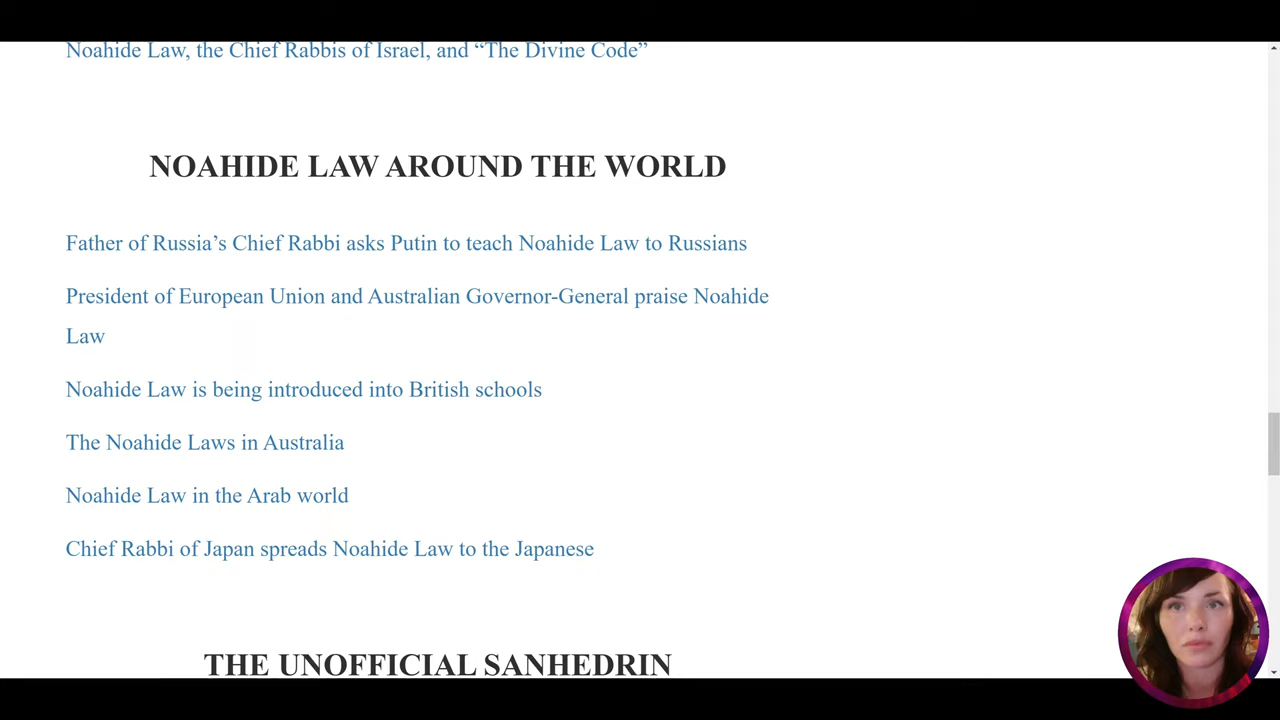 Noahide Law, the Chief Rabbis of Israel, and “The Divine Code”
NOAHIDE LAW AROUND THE WORLD
Father of Russia’s Chief Rabbi asks Putin to teach Noahide Law to Russians
President of European Union and Australian Governor-General praise Noahide
Law
Noahide Law is being introduced into British schools
The Noahide Laws in Australia
Noahide Law in the Arab world
Chief Rabbi of Japan spreads Noahide Law to the Japanese
THE UNOFFICIAL SANHEDRIN